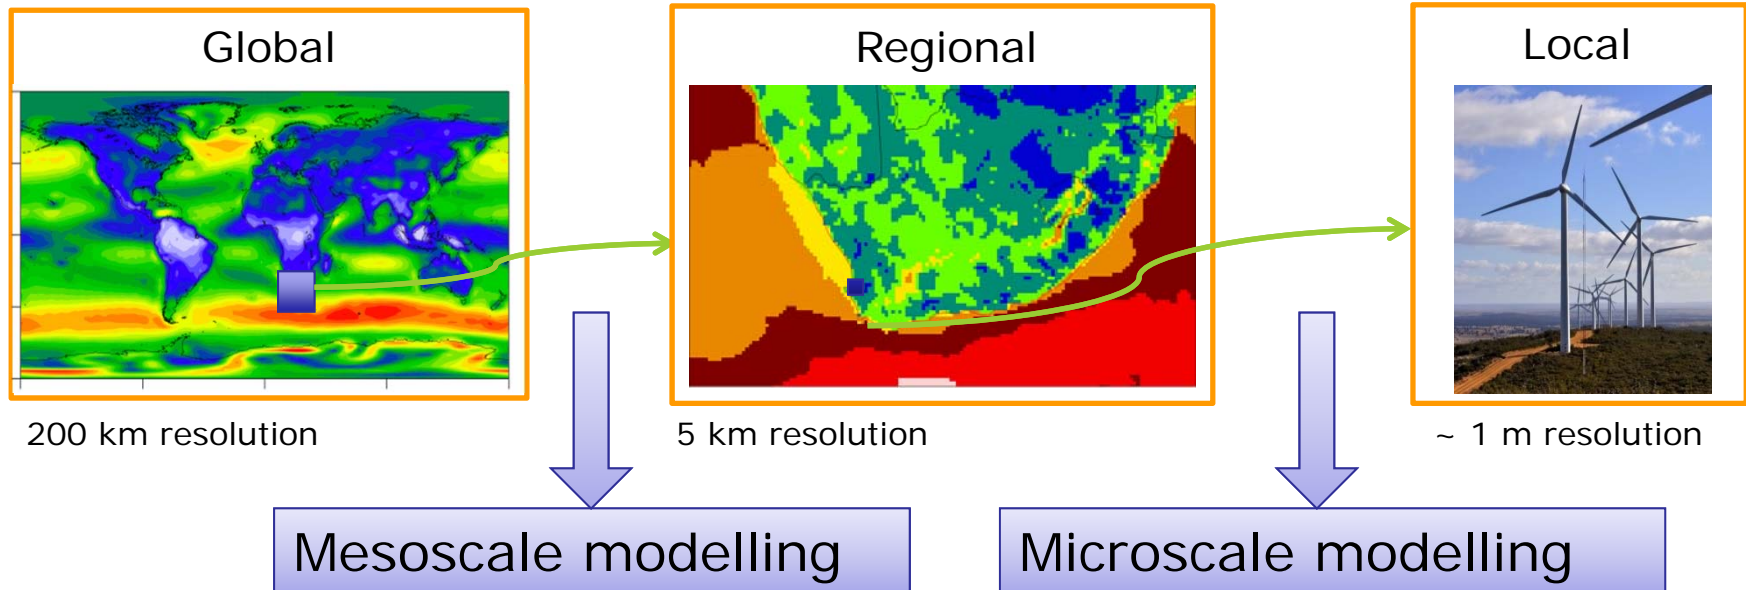 Global
Regional
Local
200 km resolution
5 km resolution
~ 1 m resolution
Mesoscale modelling
Microscale modelling